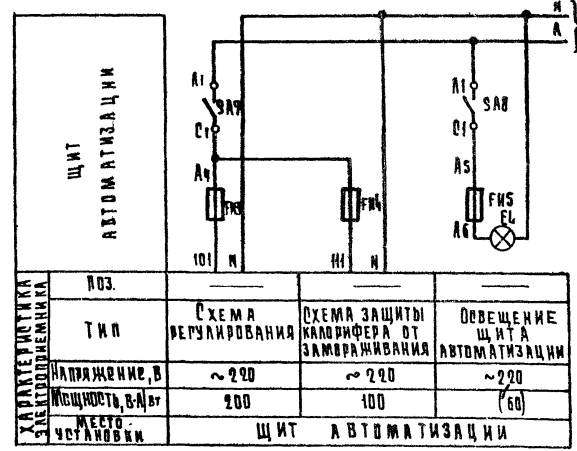 N
A
ЩИТ
АВТОМАТИЗАЦИИ
A1
SA7
C1
A4
FU3
FU4
101
N
111
N
A1
SA8
C1
A5
FU5
EL
A6
ХАРАКТЕРИСТИКА
ЭЛЕКТРОПРИЕМНИКА
ПОЗ.
ТИП
СХЕМА
РЕГУЛИРОВАНИЯ
СХЕМА ЗАЩИТЫ
КАЛОРИФЕРА ОТ
ЗАМОРАЖИВАНИЯ
ОСВЕЩЕНИЕ
ЩИТА
АВТОМАТИЗАЦИИ
НАПРЯЖЕНИЕ, В
~220
~220
~220
МОЩНОСТЬ, В·А/ВТ
200
100
(60)
МЕСТО
УСТАНОВКИ
ЩИТ АВТОМАТИЗАЦИИ